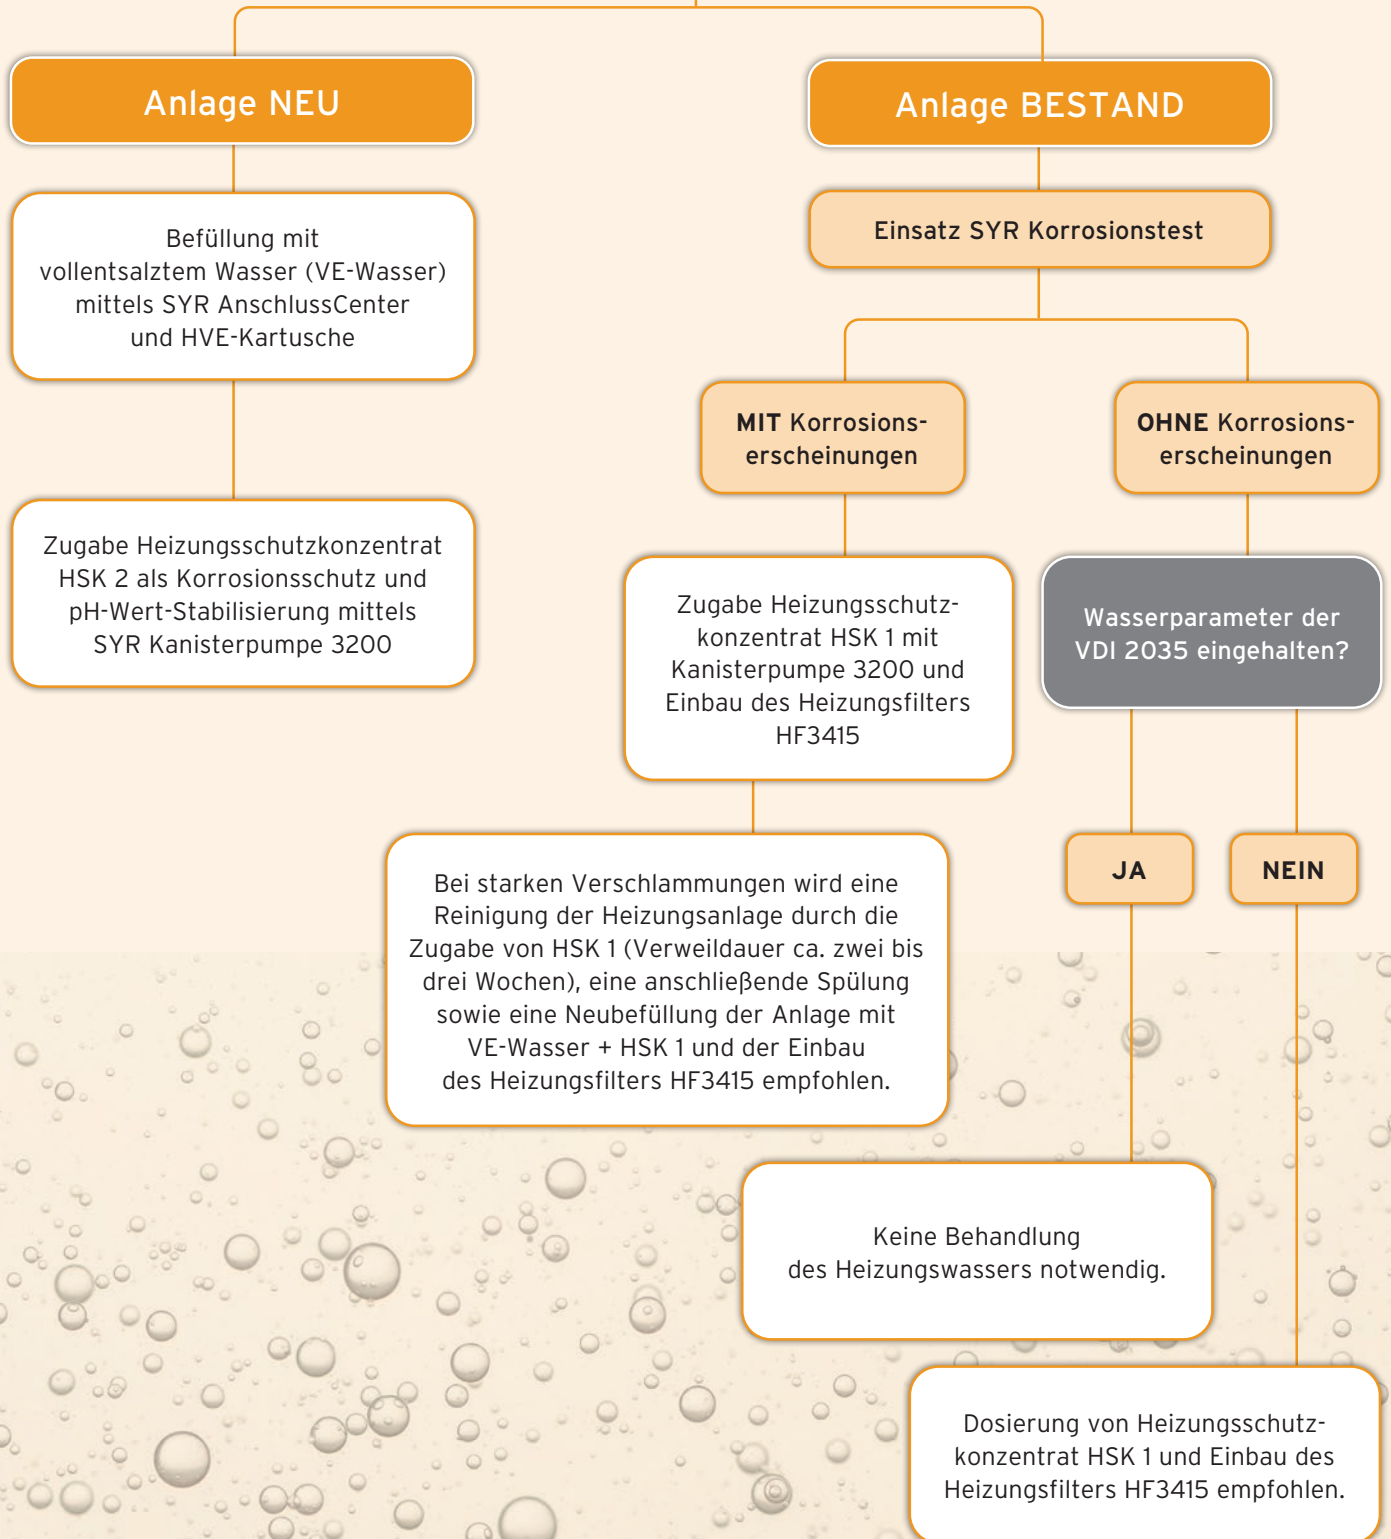 Anlage NEU
Befüllung mit
vollentsalztem Wasser (VE-Wasser)
mittels SYR AnschlussCenter
und HVE-Kartusche
Zugabe Heizungsschutzkonzentrat
HSK 2 als Korrosionsschutz und
pH-Wert-Stabilisierung mittels
SYR Kanisterpumpe 3200
Anlage BESTAND
Einsatz SYR Korrosionstest
MIT Korrosions-
erscheinungen
Zugabe Heizungsschutz-
konzentrat HSK 1 mit
Kanisterpumpe 3200 und
Einbau des Heizungsfilters
HF3415
Bei starken Verschlammungen wird eine
Reinigung der Heizungsanlage durch die
Zugabe von HSK 1 (Verweildauer ca. zwei bis
drei Wochen), eine anschließende Spülung
sowie eine Neubefüllung der Anlage mit
VE-Wasser + HSK 1 und der Einbau
des Heizungsfilters HF3415 empfohlen.
OHNE Korrosions-
erscheinungen
Wasserparameter der
VDI 2035 eingehalten?
JA
NEIN
Keine Behandlung
des Heizungswassers notwendig.
Dosierung von Heizungsschutz-
konzentrat HSK 1 und Einbau des
Heizungsfilters HF3415 empfohlen.